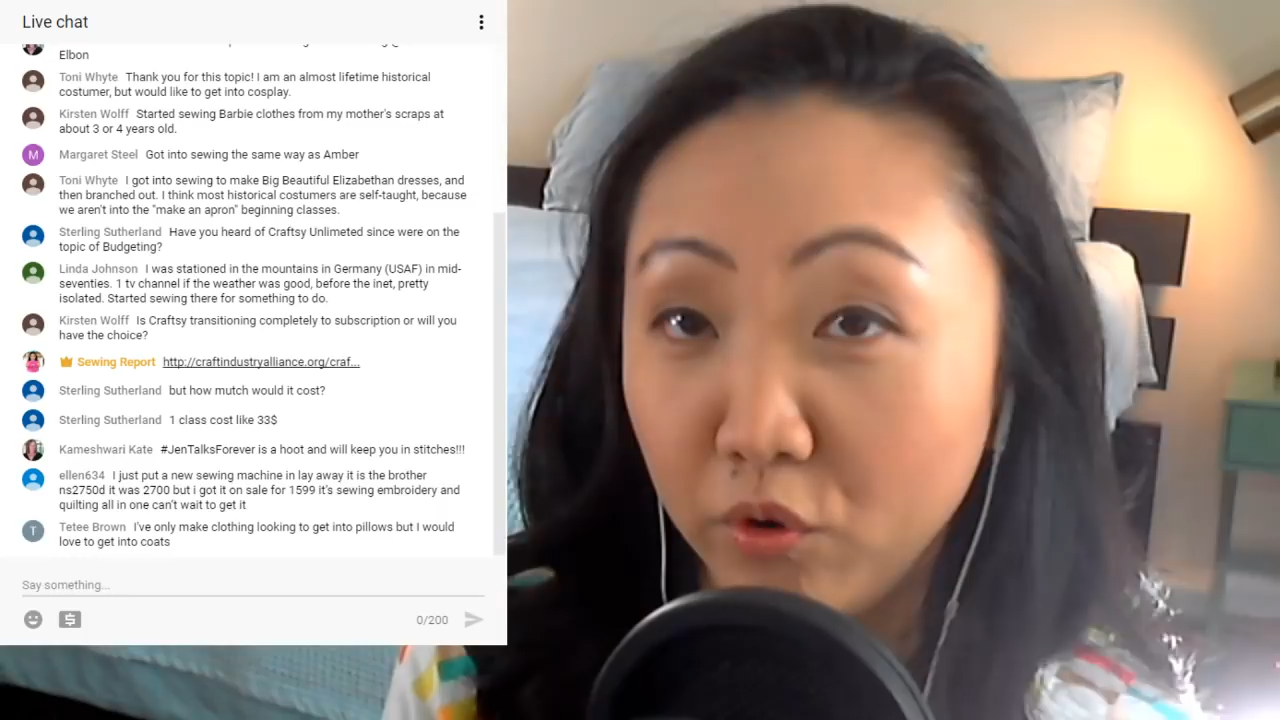 Live chat
Elbon
Toni Whyte Thank you for this topic! I am an almost lifetime historical
costumer, but would like to get into cosplay.
Kirsten Wolff Started sewing Barbie clothes from my mother's scraps at
about 3 or 4 years old.
M Margaret Steel Got into sewing the same way as Amber
Toni Whyte I got into sewing to make Big Beautiful Elizabethan dresses, and
then branched out. I think most historical costumers are self-taught, because
we aren't into the "make an apron" beginning classes.
Sterling Sutherland Have you heard of Craftsy Unlimeted since were on the
topic of Budgeting?
Linda Johnson I was stationed in the mountains in Germany (USAF) in mid-
seventies. 1 tv channel if the weather was good, before the inet, pretty
isolated. Started sewing there for something to do.
Kirsten Wolff Is Craftsy transitioning completely to subscription or will you
have the choice?
Sewing Report http://craftindustryalliance.org/craf...
Sterling Sutherland but how mutch would it cost?
Sterling Sutherland 1 class cost like 33$
Kameshwari Kate #JenTalksForever is a hoot and will keep you in stitches!!!
ellen634 I just put a new sewing machine in lay away it is the brother
ns2750d it was 2700 but i got it on sale for 1599 it's sewing embroidery and
quilting all in one can't wait to get it
T Tetee Brown I've only make clothing looking to get into pillows but I would
love to get into coats
Say something...
0/200